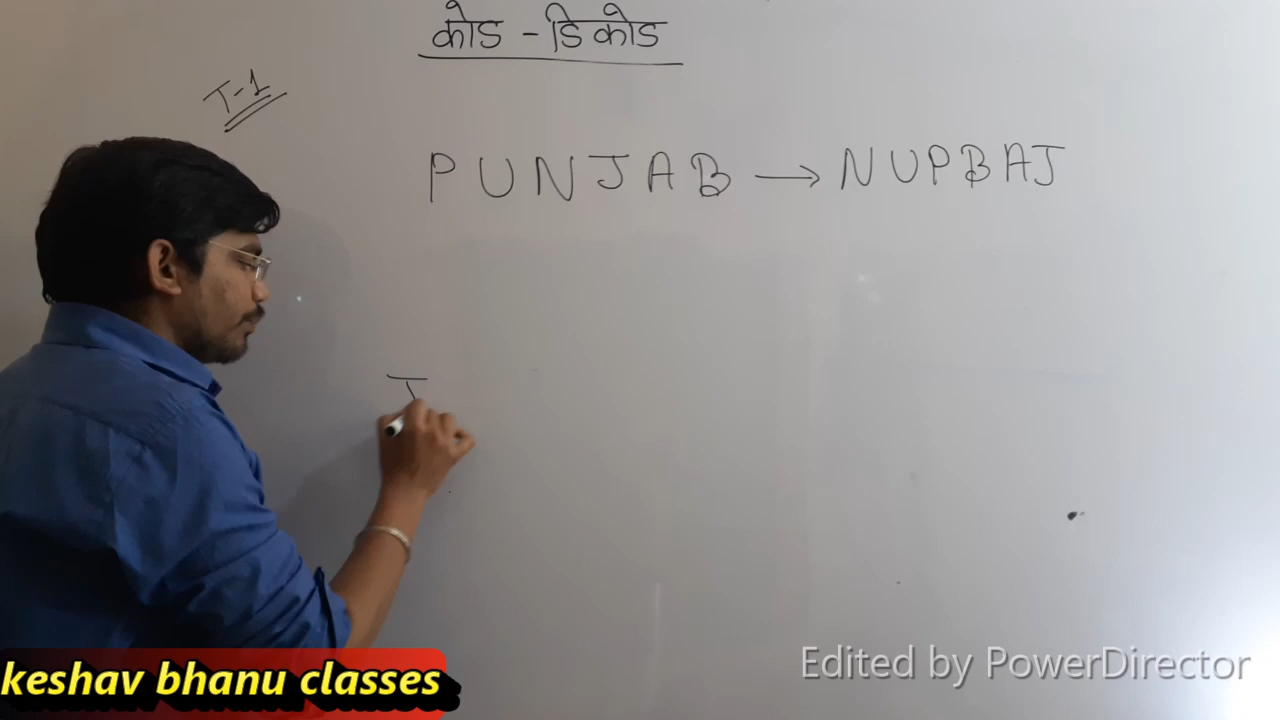 कोड - डिकोड
T-1
PUNJAB → NUPBAJ
keshav bhanu classes
Edited by PowerDirector